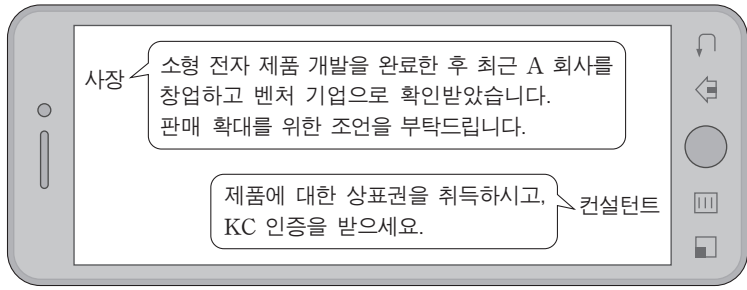 사장
소형 전자 제품 개발을 완료한 후 최근 A 회사를
창업하고 벤처 기업으로 확인받았습니다.
판매 확대를 위한 조언을 부탁드립니다.
제품에 대한 상표권을 취득하시고,
KC 인증을 받으세요.
컨설턴트